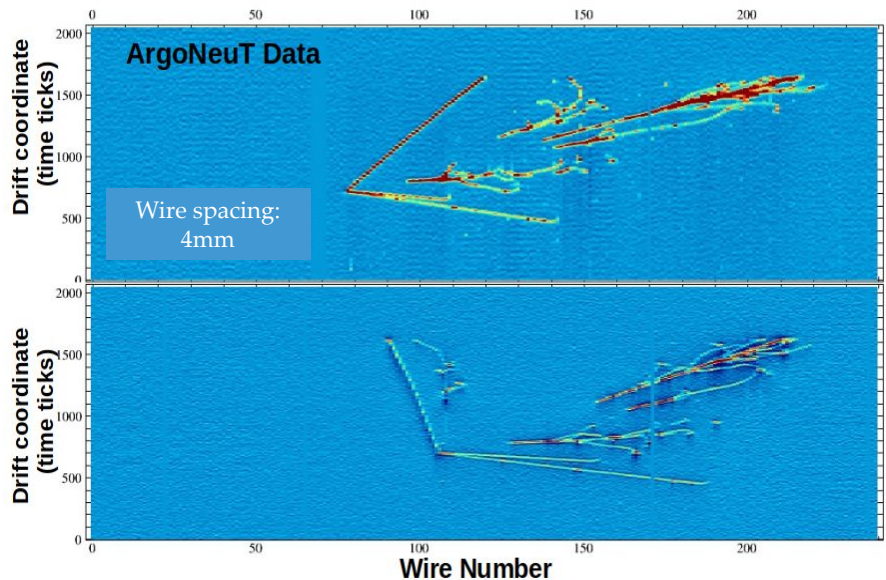 0 50 100 150 200
2000
ArgoNeuT Data
1500
Drift coordinate
(time ticks)
1000
Wire spacing:
4mm
500
0
2000
1500
Drift coordinate
(time ticks)
1000
500
0
0 50 100 150 200
Wire Number